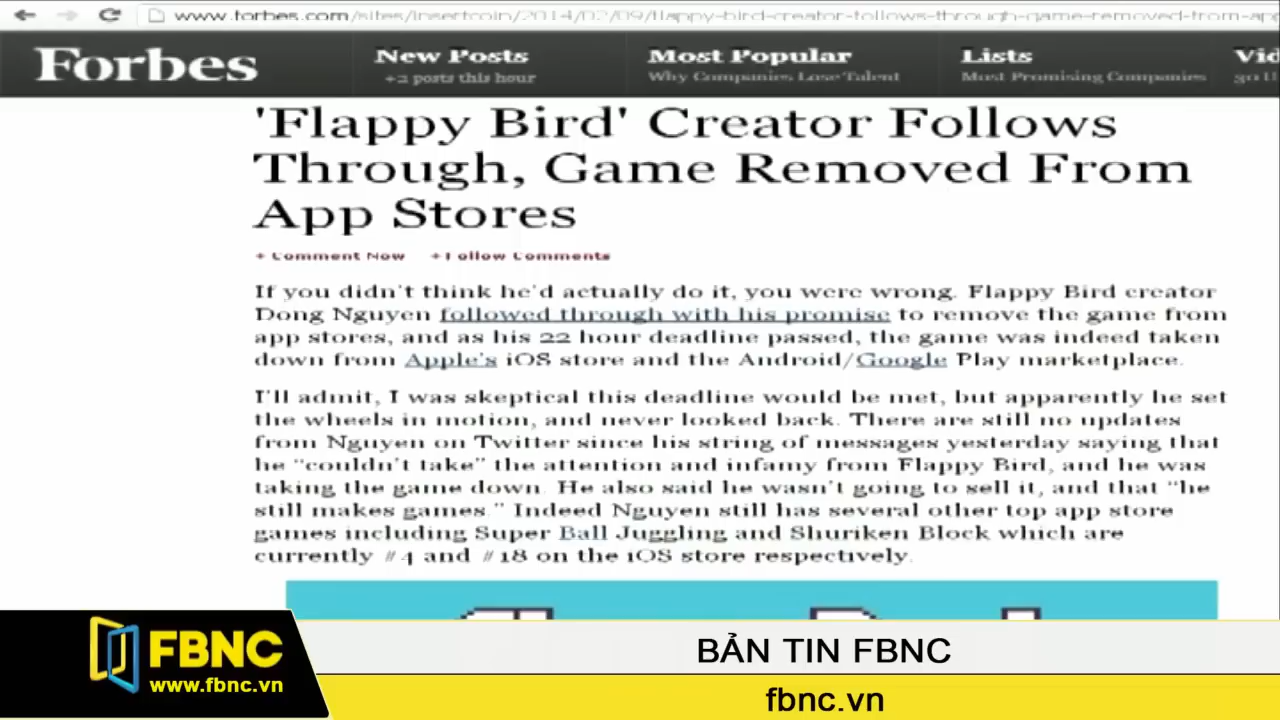 www.forbes.com/sites/insertcoin/2014/02/09/flappy-bird-creator-follows-through-game-removed-from-app
Forbes
New Posts
+2 posts this hour
Most Popular
Why Companies Lose Talent
Lists
Most Promising Companies
Vid
'Flappy Bird' Creator Follows
Through, Game Removed From
App Stores
+ Comment Now + Follow Comments
If you didn't think he'd actually do it, you were wrong. Flappy Bird creator
Dong Nguyen followed through with his promise to remove the game from
app stores, and as his 22 hour deadline passed, the game was indeed taken
down from Apple's iOS store and the Android/Google Play marketplace.
I'll admit, I was skeptical this deadline would be met, but apparently he set
the wheels in motion, and never looked back. There are still no updates
from Nguyen on Twitter since his string of messages yesterday saying that
he “couldn't take” the attention and infamy from Flappy Bird, and he was
taking the game down. He also said he wasn't going to sell it, and that “he
still makes games.” Indeed Nguyen still has several other top app store
games including Super Ball Juggling and Shuriken Block which are
currently #4 and #18 on the iOS store respectively.
FBNC
www.fbnc.vn
BẢN TIN FBNC
fbnc.vn